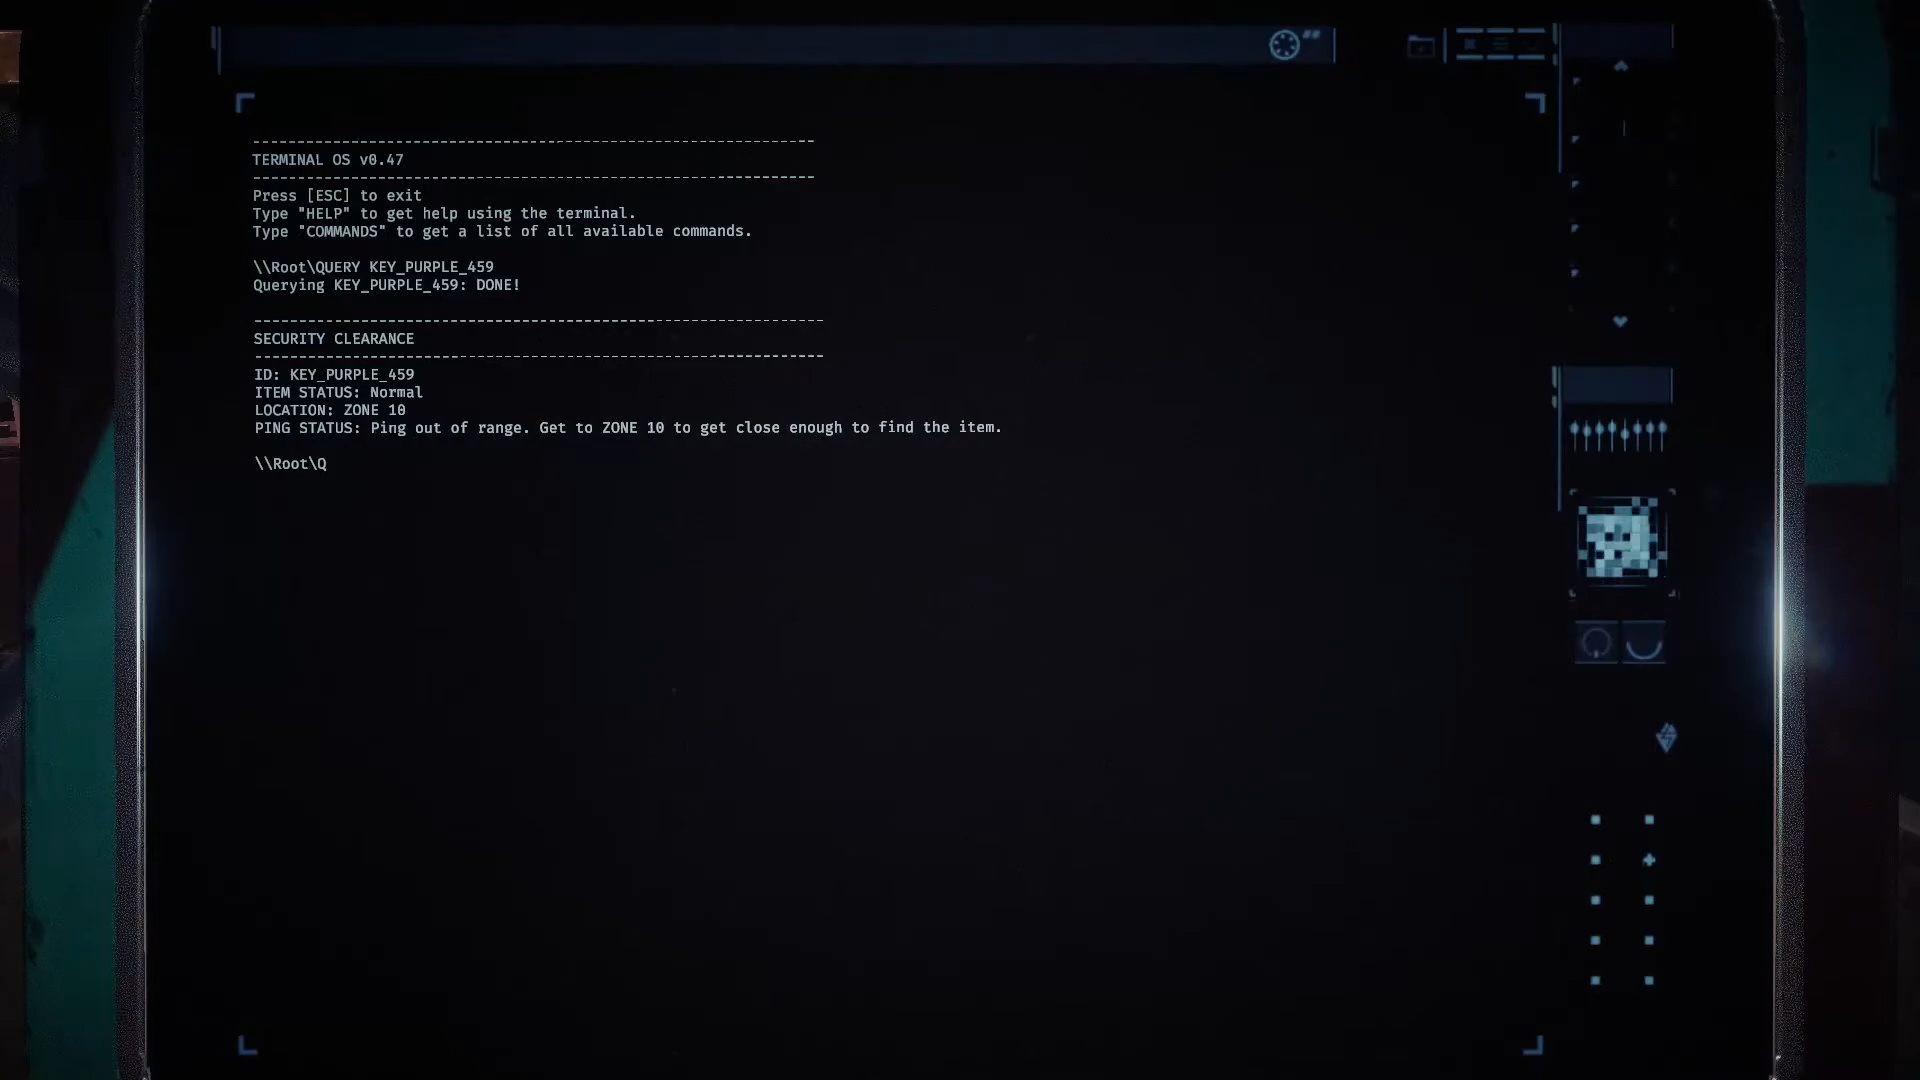 ---------------------------------------------------------------
TERMINAL OS v0.47
---------------------------------------------------------------
Press [ESC] to exit
Type "HELP" to get help using the terminal.
Type "COMMANDS" to get a list of all available commands.
\\Root\QUERY KEY_PURPLE_459
Querying KEY_PURPLE_459: DONE!
----------------------------------------------------------------
SECURITY CLEARANCE
----------------------------------------------------------------
ID: KEY_PURPLE_459
ITEM STATUS: Normal
LOCATION: ZONE 10
PING STATUS: Ping out of range. Get to ZONE 10 to get close enough to find the item.
\\Root\Q